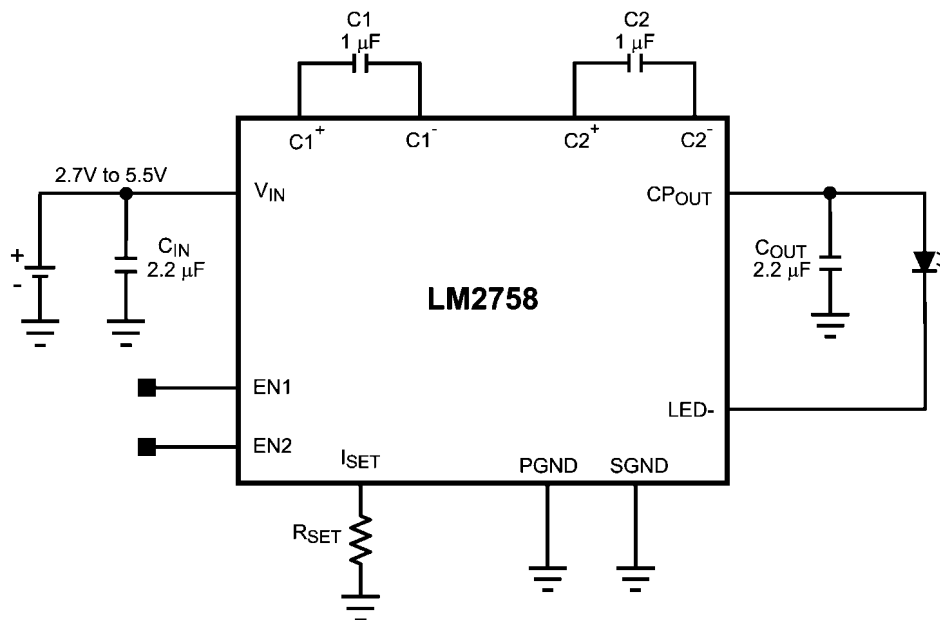 C1
1 µF
C2
1 µF
C1+
C1-
C2+
C2-
2.7V to 5.5V
VIN
CPOUT
+
-
CIN
2.2 µF
COUT
2.2 µF
LM2758
EN1
LED-
EN2
ISET
PGND
SGND
RSET